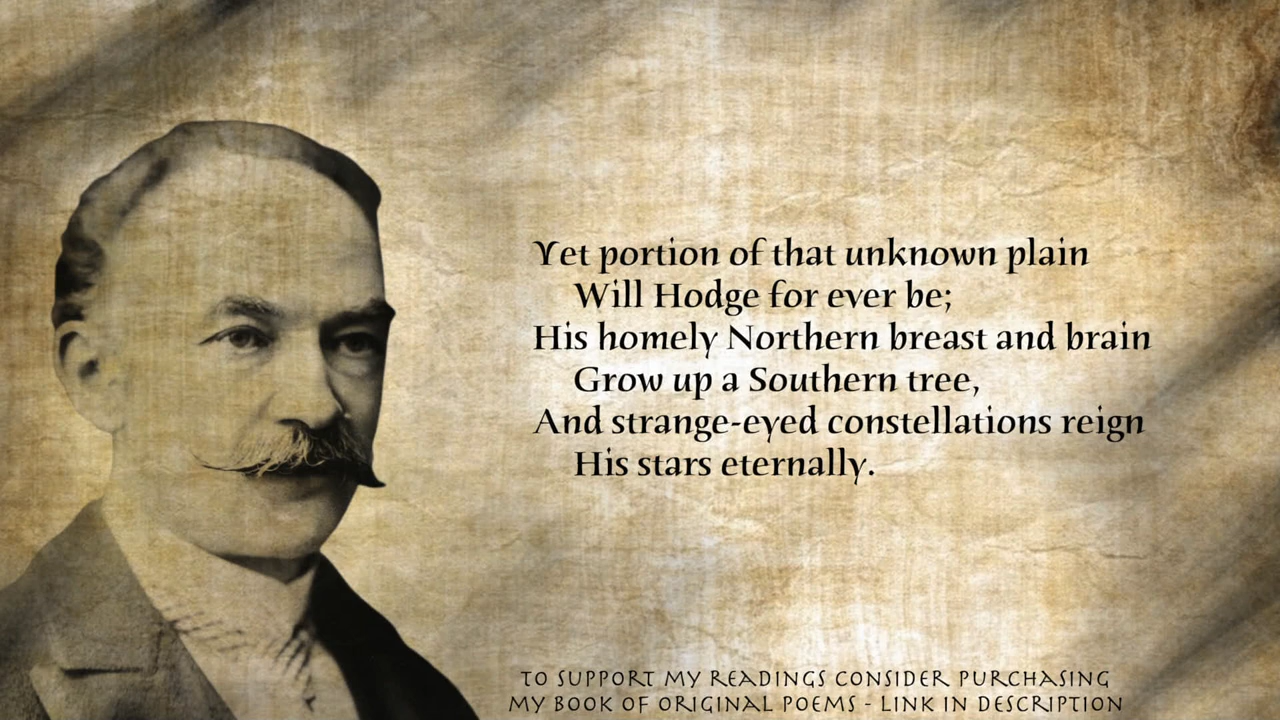 Yet portion of that unknown plain
Will Hodge for ever be;
His homely Northern breast and brain
Grow up a Southern tree,
And strange-eyed constellations reign
His stars eternally.
TO SUPPORT MY READINGS CONSIDER PURCHASING
MY BOOK OF ORIGINAL POEMS - LINK IN DESCRIPTION